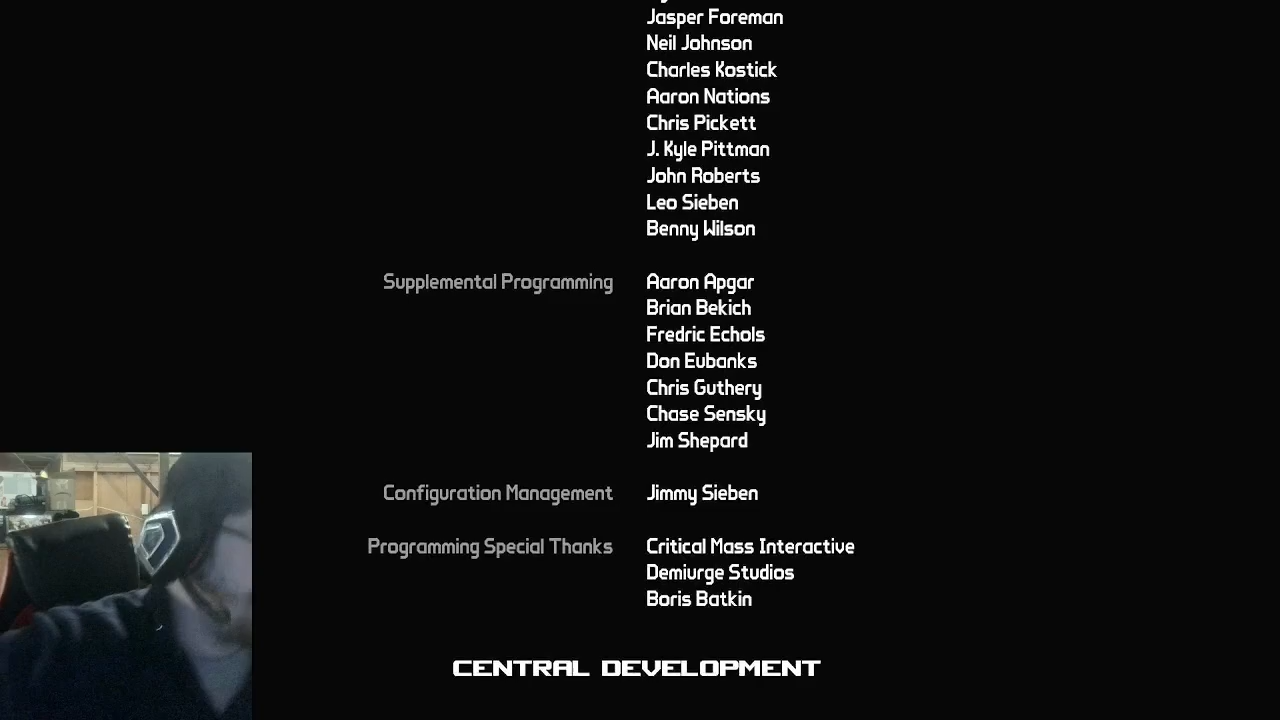 Jasper Foreman
Neil Johnson
Charles Kostick
Aaron Nations
Chris Pickett
J. Kyle Pittman
John Roberts
Leo Sieben
Benny Wilson
Supplemental Programming Aaron Apgar
Brian Bekich
Fredric Echols
Don Eubanks
Chris Guthery
Chase Sensky
Jim Shepard
Configuration Management Jimmy Sieben
Programming Special Thanks Critical Mass Interactive
Demiurge Studios
Boris Batkin
CENTRAL DEVELOPMENT